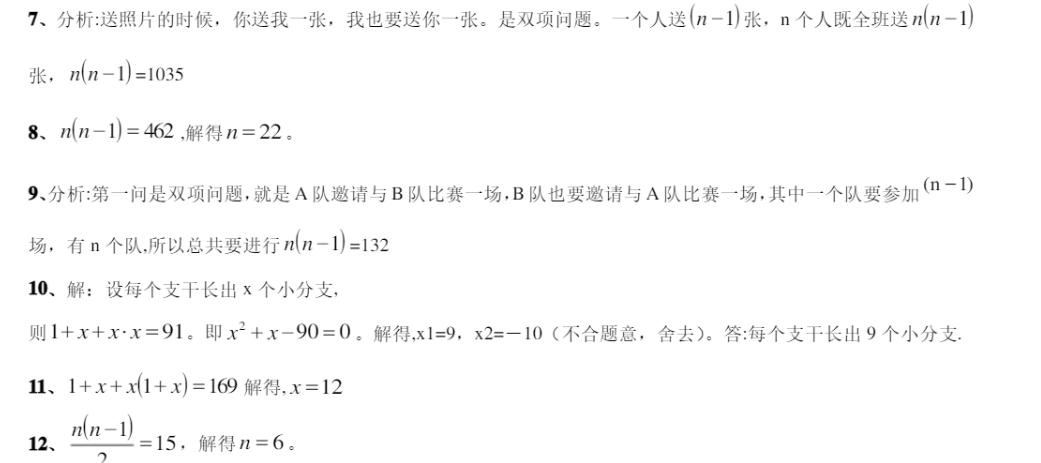 7、分析:送照片的时候，你送我一张，我也要送你一张。是双项问题。一个人送(n−1)张，n 个人既全班送n(n−1)
张，n(n−1)=1035
8、n(n−1)=462 ,解得n=22。
9、分析:第一问是双项问题,就是 A 队邀请与 B 队比赛一场,B 队也要邀请与 A 队比赛一场,其中一个队要参加(n−1)
场，有 n 个队,所以总共要进行n(n−1)=132
10、解：设每个支干长出 x 个小分支,
则1+x+x·x=91。即x²+x−90=0。解得,x1=9，x2=−10（不合题意，舍去）。答:每个支干长出 9 个小分支.
11、1+x+x(1+x)=169 解得,x=12
12、n(n−1)/2=15，解得n=6。